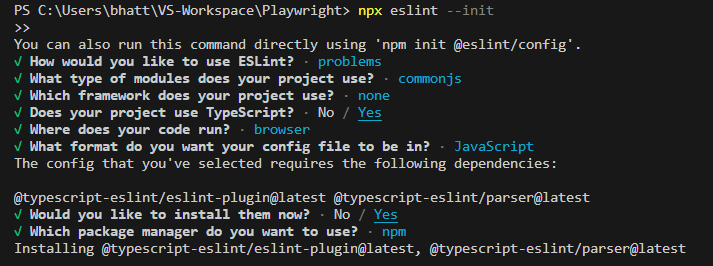 PS C:\Users\bhatt\VS-Workspace\Playwright> npx eslint --init
>>
You can also run this command directly using 'npm init @eslint/config'.
√ How would you like to use ESLint? · problems
√ What type of modules does your project use? · commonjs
√ Which framework does your project use? · none
√ Does your project use TypeScript? · No / Yes
√ Where does your code run? · browser
√ What format do you want your config file to be in? · JavaScript
The config that you've selected requires the following dependencies:

@typescript-eslint/eslint-plugin@latest @typescript-eslint/parser@latest
√ Would you like to install them now? · No / Yes
√ Which package manager do you want to use? · npm
Installing @typescript-eslint/eslint-plugin@latest, @typescript-eslint/parser@latest